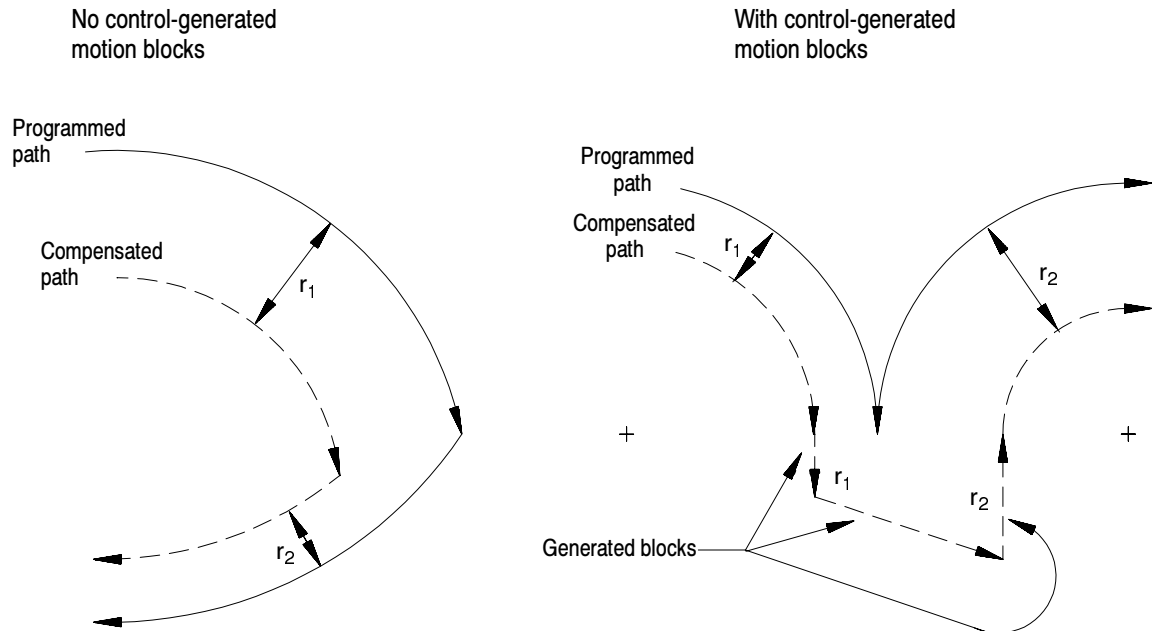 No control-generated
motion blocks
Programmed
path
Compensated
path
r1
r2
With control-generated
motion blocks
Programmed
path
Compensated
path
r1
r2
r1
r2
Generated blocks